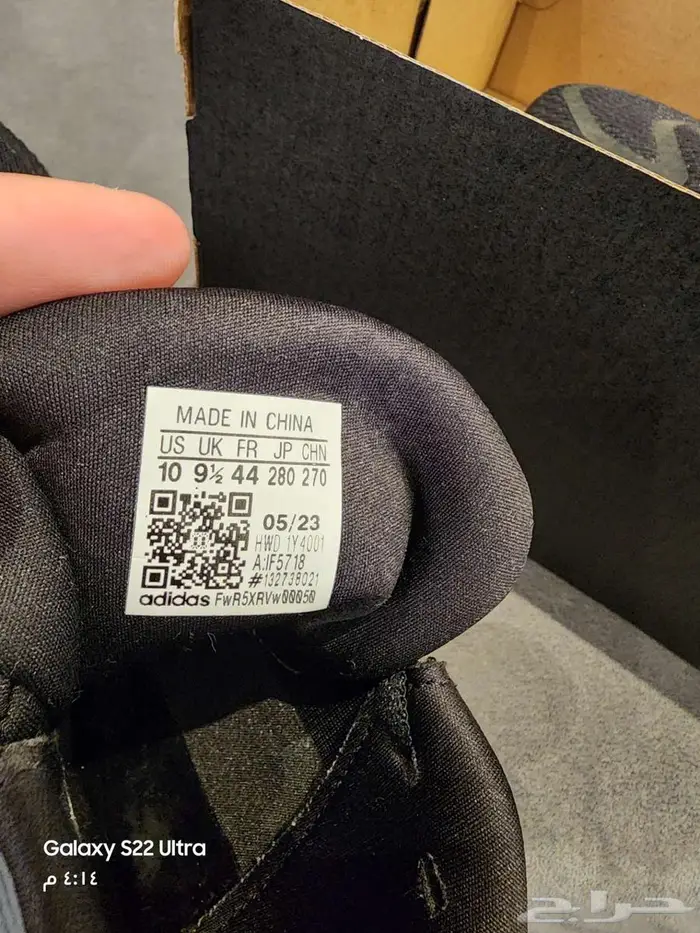 MADE IN CHINA
US UK FR JP CHN
10 9½ 44 280 270
05/23
HWD 1Y4001
A:IF5718
#132738021
adidas FwR5XRVw00050
Galaxy S22 Ultra
٤:١٤ م
حراج